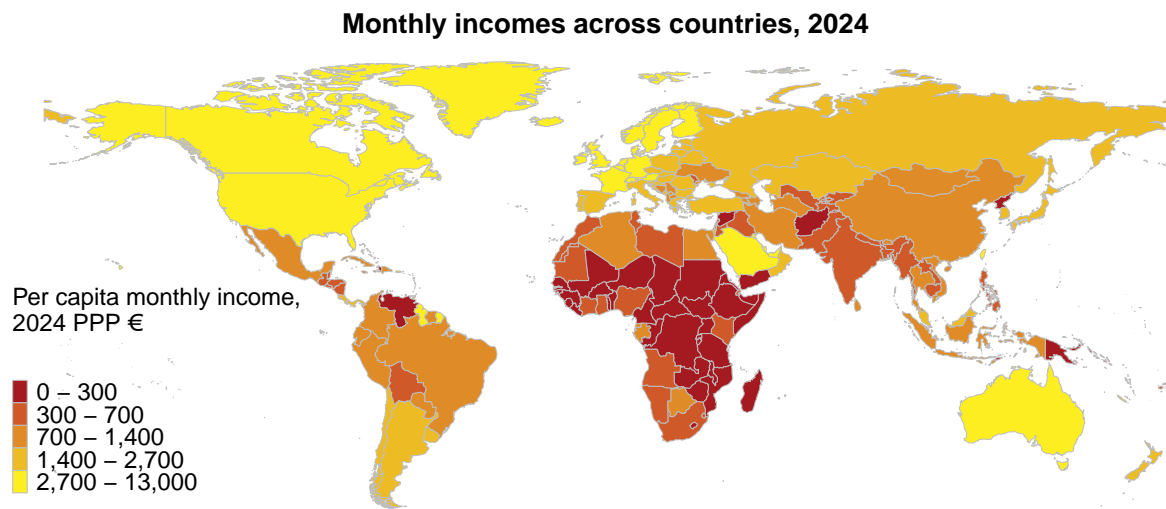 Monthly incomes across countries, 2024
Per capita monthly income,
2024 PPP €
0 – 300
300 – 700
700 – 1,400
1,400 – 2,700
2,700 – 13,000